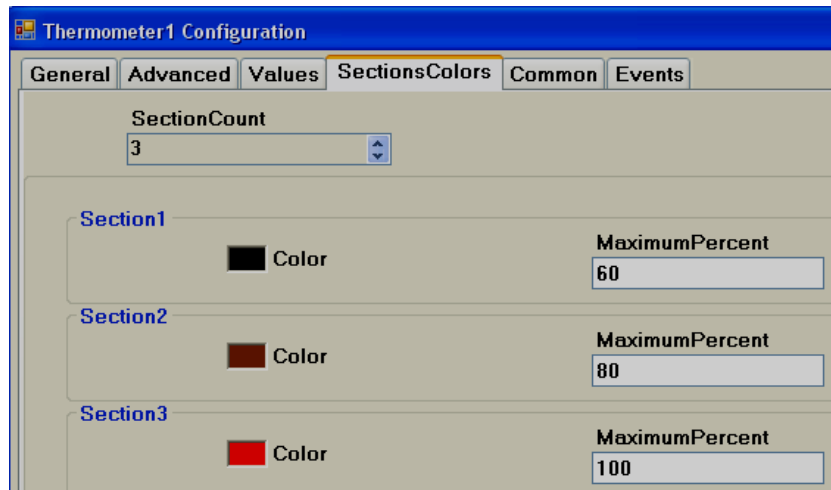 Thermometer1 Configuration
General Advanced Values SectionsColors Common Events
SectionCount
3
Section1
Color
MaximumPercent
60
Section2
Color
MaximumPercent
80
Section3
Color
MaximumPercent
100